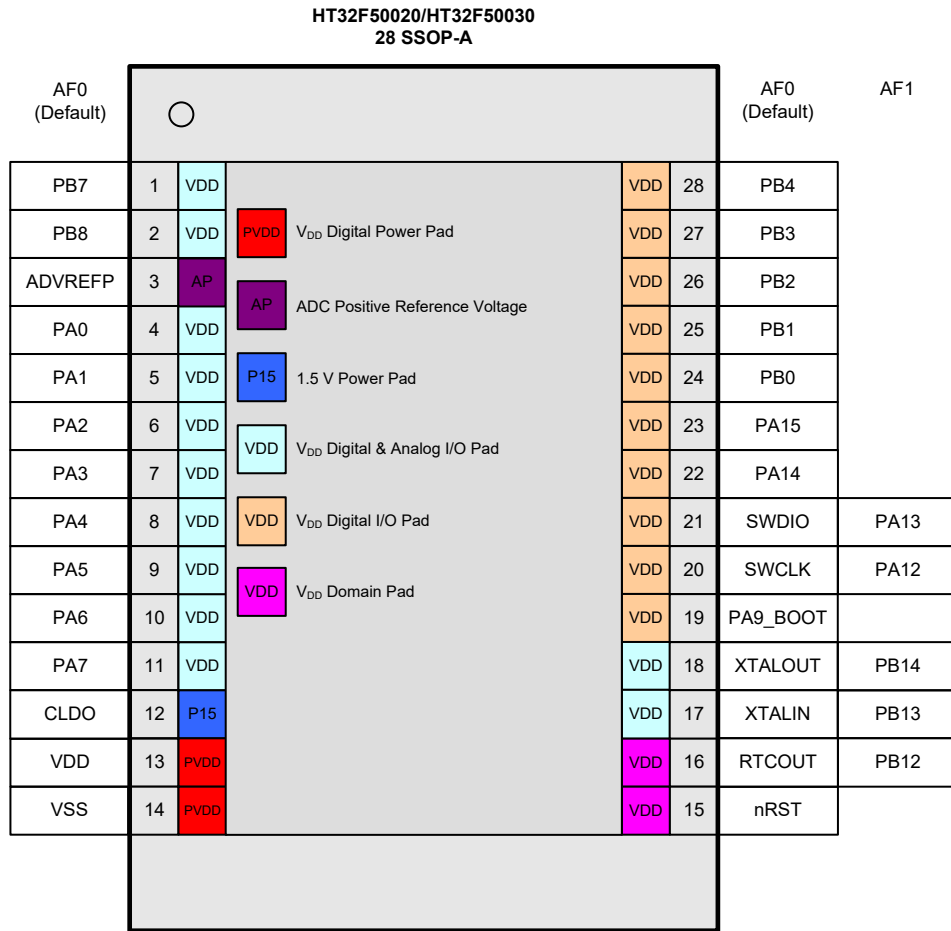 HT32F50020/HT32F50030
28 SSOP-A
AF0
(Default)
AF0
(Default)
AF1
PB7 1 VDD VDD 28 PB4
PB8 2 VDD PVDD VDD Digital Power Pad VDD 27 PB3
ADVREFP 3 AP VDD 26 PB2
AP ADC Positive Reference Voltage
PA0 4 VDD VDD 25 PB1
PA1 5 VDD P15 1.5 V Power Pad VDD 24 PB0
PA2 6 VDD VDD 23 PA15
VDD VDD Digital & Analog I/O Pad
PA3 7 VDD VDD 22 PA14
PA4 8 VDD VDD VDD Digital I/O Pad VDD 21 SWDIO PA13
PA5 9 VDD VDD 20 SWCLK PA12
VDD VDD Domain Pad
PA6 10 VDD VDD 19 PA9_BOOT
PA7 11 VDD VDD 18 XTALOUT PB14
CLDO 12 P15 VDD 17 XTALIN PB13
VDD 13 PVDD VDD 16 RTCOUT PB12
VSS 14 PVDD VDD 15 nRST